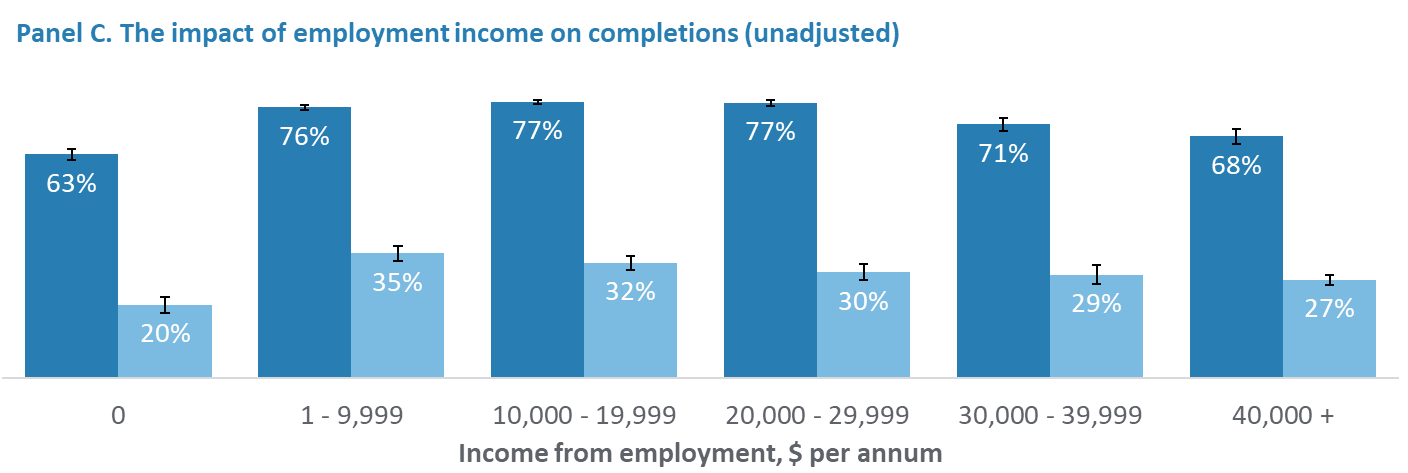 Panel C. The impact of employment income on completions (unadjusted)
63% 20% 76% 35% 77% 32% 77% 30% 71% 29% 68% 27%
0 1 - 9,999 10,000 - 19,999 20,000 - 29,999 30,000 - 39,999 40,000 +
Income from employment, $ per annum